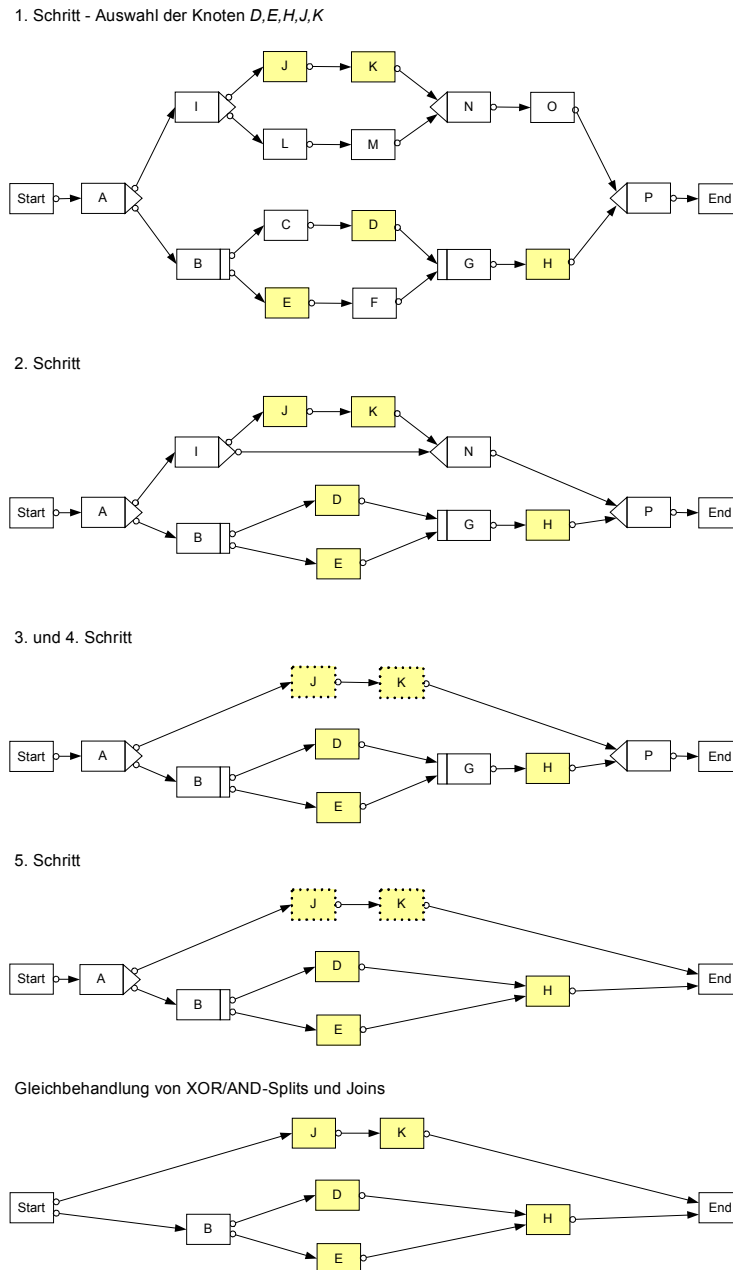 1. Schritt - Auswahl der Knoten D,E,H,J,K
J K
I N O
L M
Start A P End
C D
B G H
E F
2. Schritt
J K
I N
D
Start A P End
B G H
E
3. und 4. Schritt
J K
D
Start A P End
B G H
E
5. Schritt
J K
D
Start A End
B H
E
Gleichbehandlung von XOR/AND-Splits und Joins
J K
D
Start End
B H
E